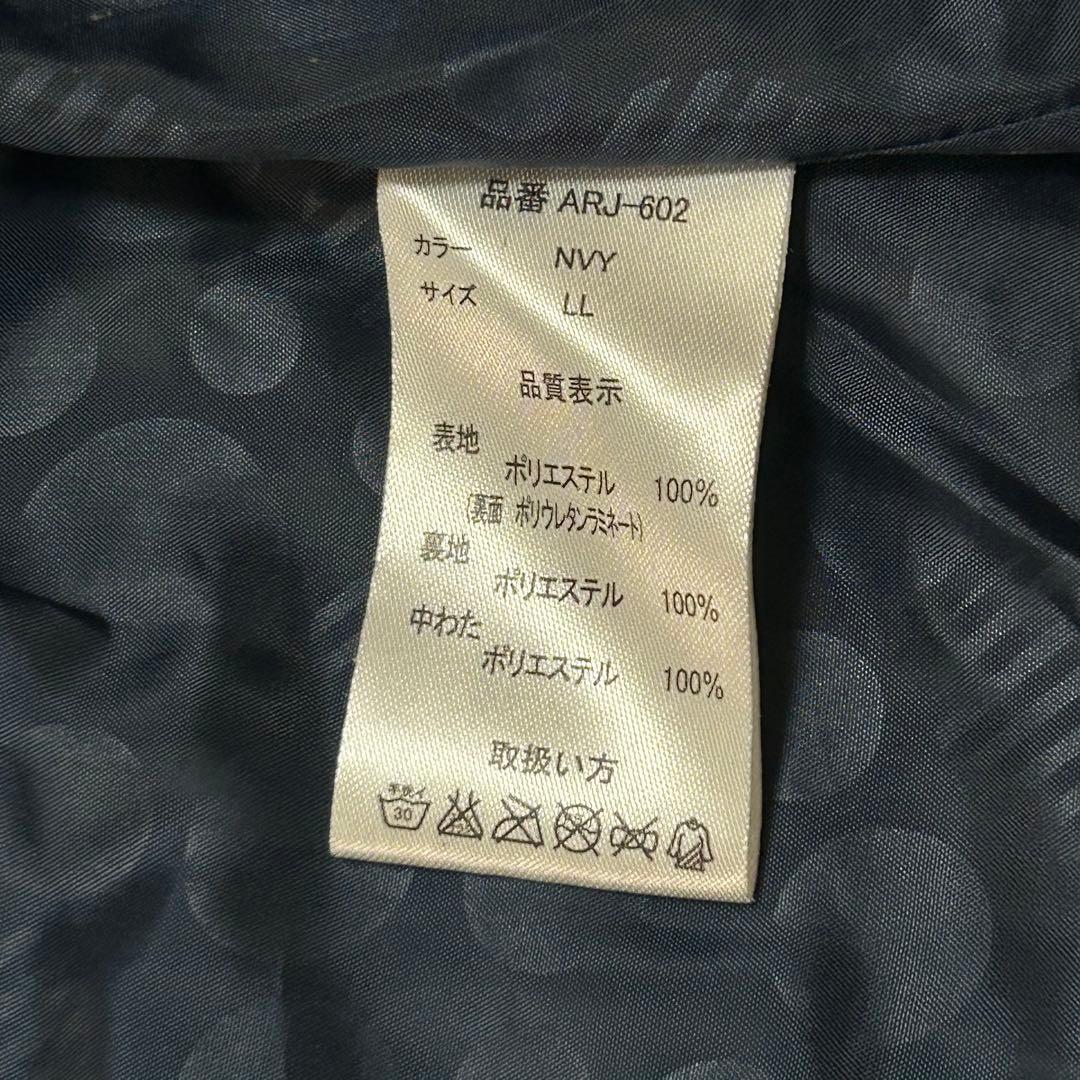 品番 ARJ-602
カラー NVY
サイズ LL
品質表示
表地
ポリエステル 100%
(裏面 ポリウレタンラミネート)
裏地
ポリエステル 100%
中わた
ポリエステル 100%
取扱い方
手洗イ
30